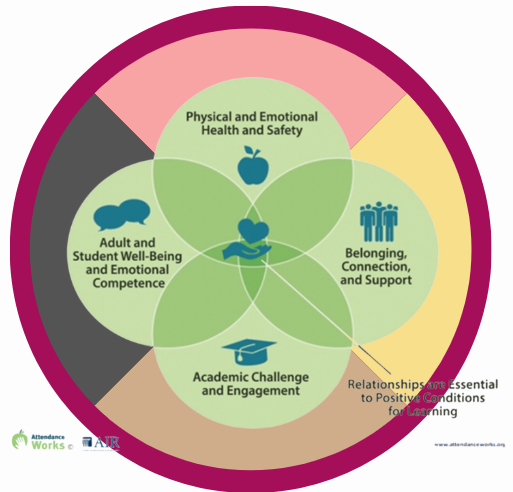 Physical and Emotional
Health and Safety
Adult and
Student Well-Being
and Emotional
Competence
Belonging,
Connection,
and Support
Academic Challenge
and Engagement
Relationships are Essential
to Positive Conditions
for Learning
Attendance
Works ©
AIR
www.attendanceworks.org